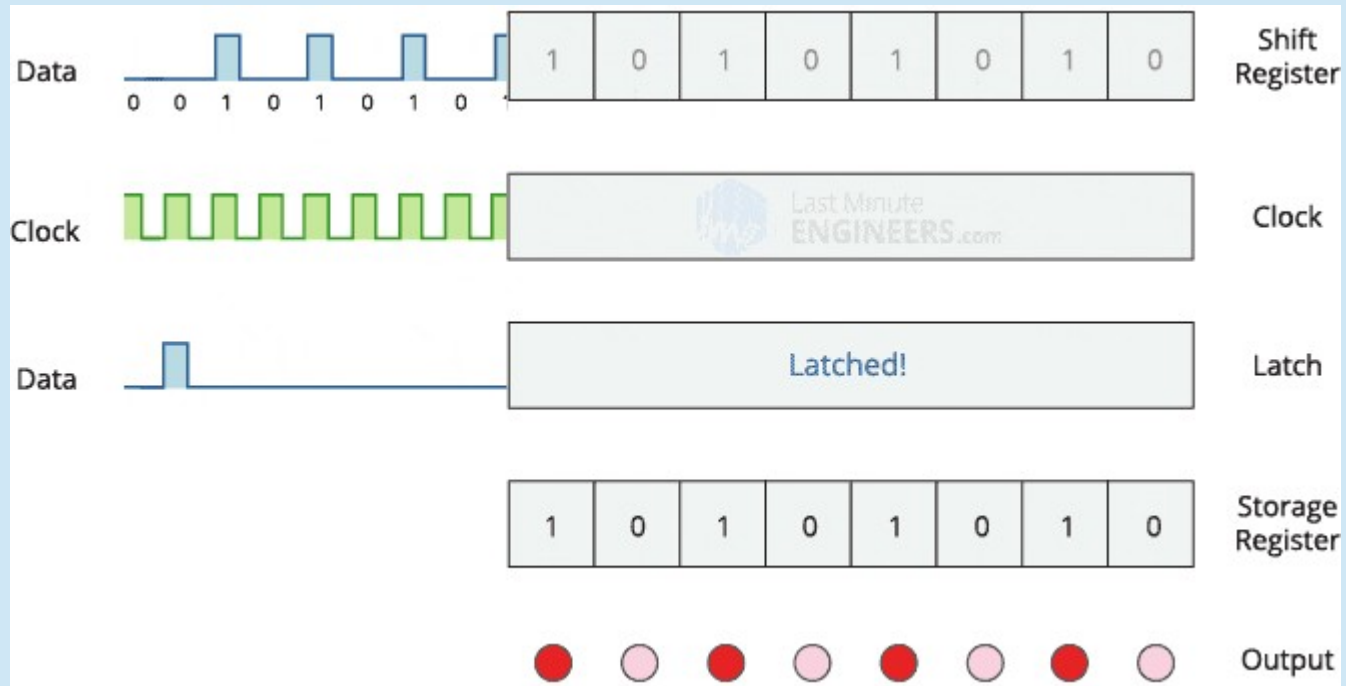 Data
0 0 1 0 1 0 1 0
1 0 1 0 1 0 1 0
Shift
Register
Clock
Last Minute
ENGINEERS.com
Clock
Data
Latched!
Latch
1 0 1 0 1 0 1 0
Storage
Register
Output